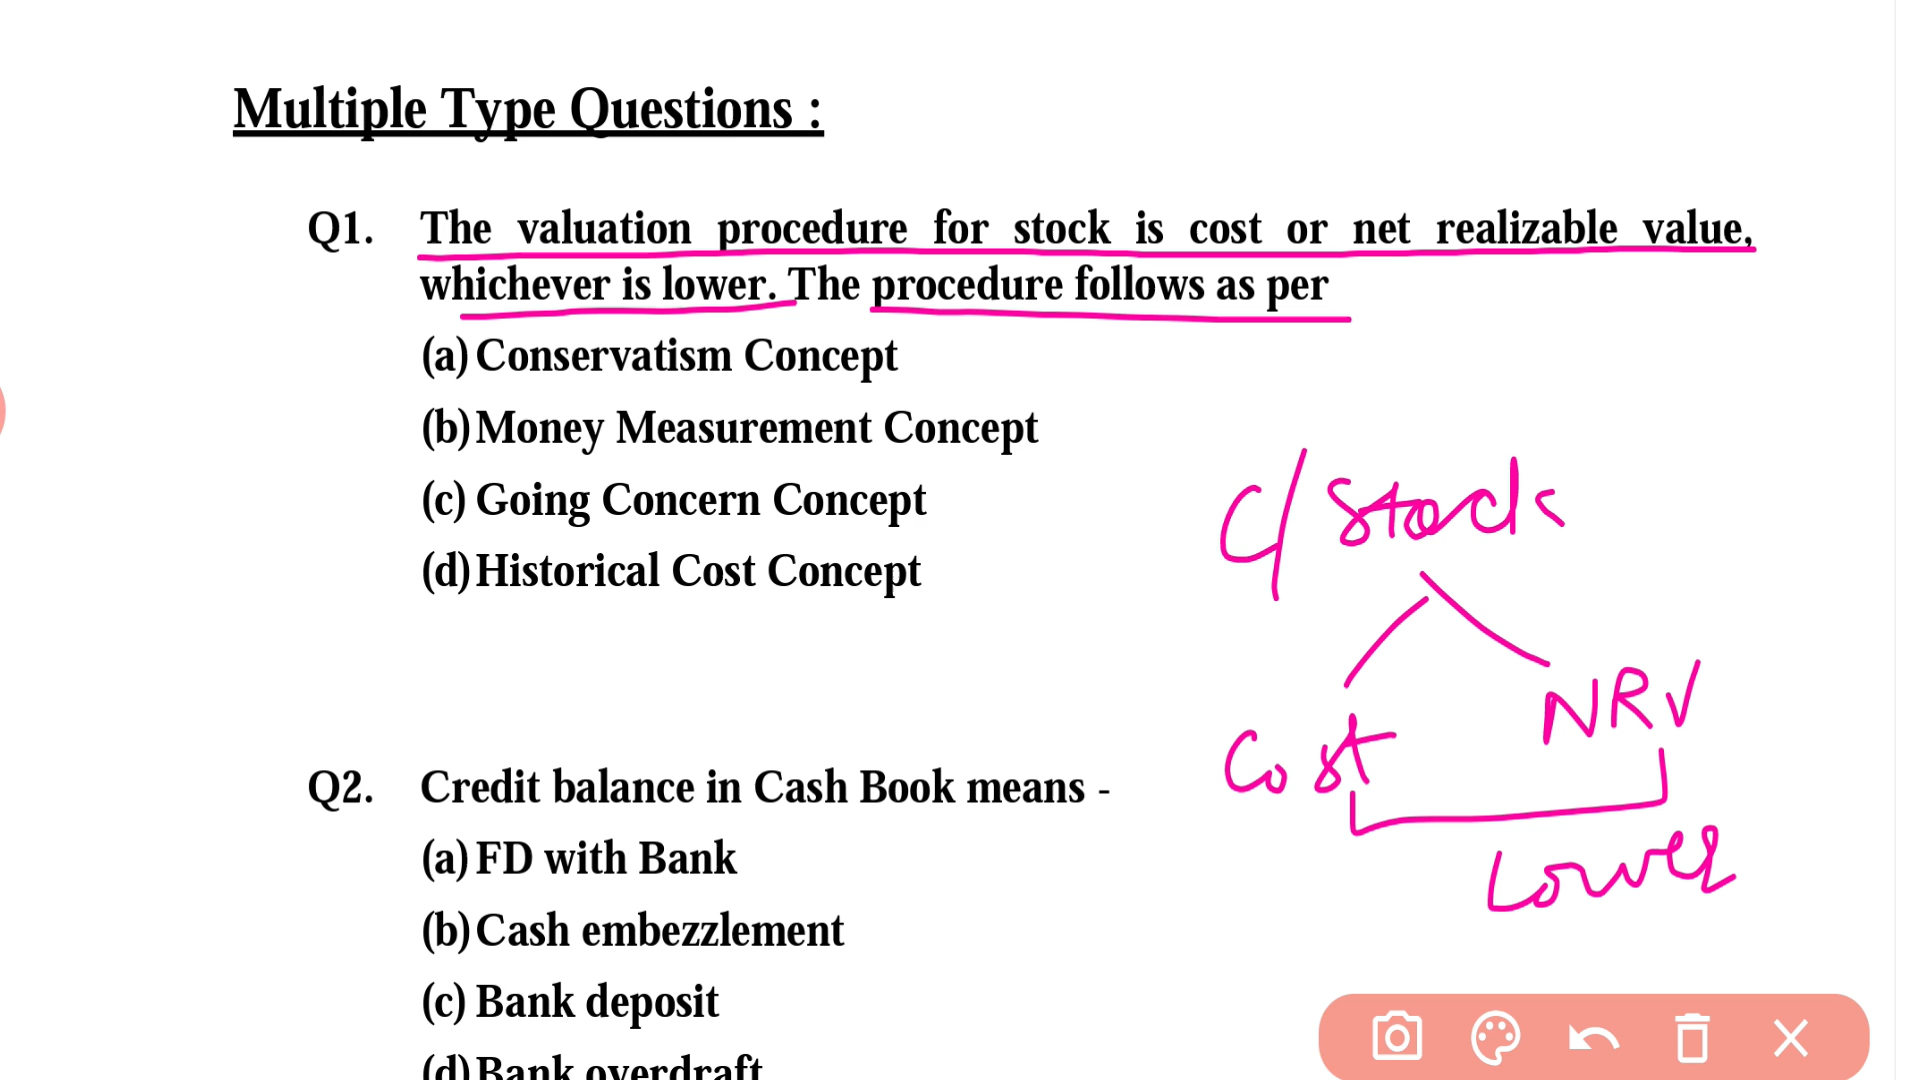 Multiple Type Questions :
Q1. The valuation procedure for stock is cost or net realizable value,
whichever is lower. The procedure follows as per
(a) Conservatism Concept
(b) Money Measurement Concept
(c) Going Concern Concept
(d) Historical Cost Concept
C/ Stock
Cost NRV
Lower
Q2. Credit balance in Cash Book means -
(a) FD with Bank
(b) Cash embezzlement
(c) Bank deposit
(d) Bank overdraft